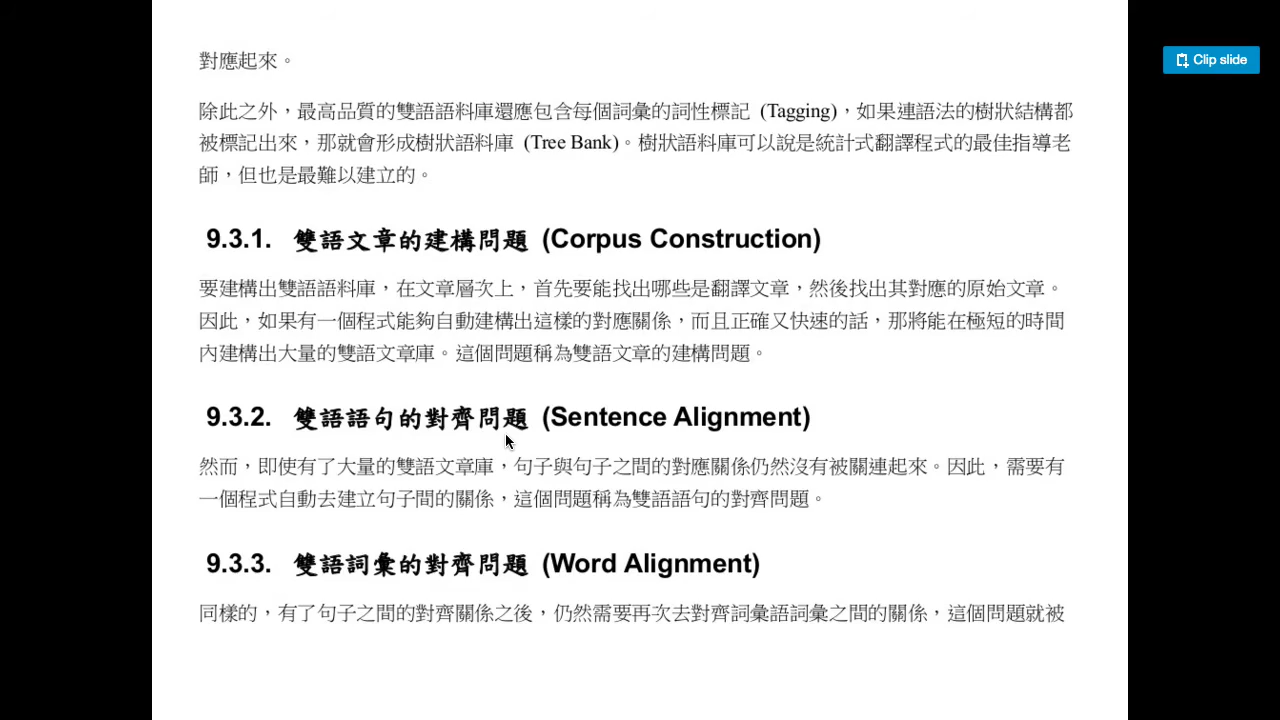 對應起來。
Clip slide
除此之外，最高品質的雙語語料庫還應包含每個詞彙的詞性標記 (Tagging)，如果連語法的樹狀結構都
被標記出來，那就會形成樹狀語料庫 (Tree Bank)。樹狀語料庫可以說是統計式翻譯程式的最佳指導老
師，但也是最難以建立的。
9.3.1. 雙語文章的建構問題 (Corpus Construction)
要建構出雙語語料庫，在文章層次上，首先要能找出哪些是翻譯文章，然後找出其對應的原始文章。
因此，如果有一個程式能夠自動建構出這樣的對應關係，而且正確又快速的話，那將能在極短的時間
內建構出大量的雙語文章庫。這個問題稱為雙語文章的建構問題。
9.3.2. 雙語語句的對齊問題 (Sentence Alignment)
然而，即使有了大量的雙語文章庫，句子與句子之間的對應關係仍然沒有被關連起來。因此，需要有
一個程式自動去建立句子間的關係，這個問題稱為雙語語句的對齊問題。
9.3.3. 雙語詞彙的對齊問題 (Word Alignment)
同樣的，有了句子之間的對齊關係之後，仍然需要再次去對齊詞彙語詞彙之間的關係，這個問題就被